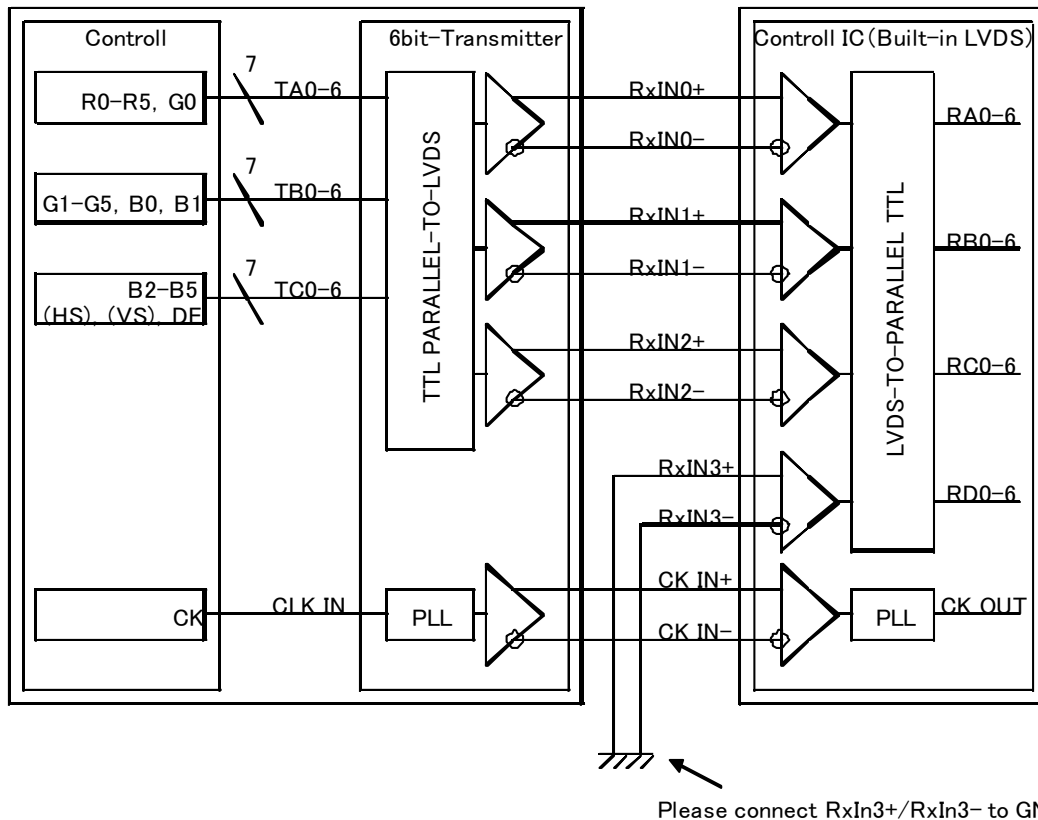 Controll
6bit-Transmitter
Controll IC(Built-in LVDS)
7
R0-R5, G0
TA0-6
RxIN0+
RA0-6
RxIN0-
7
G1-G5, B0, B1
TB0-6
RxIN1+
RB0-6
RxIN1-
7
B2-B5
(HS), (VS), DE
TC0-6
RxIN2+
RC0-6
RxIN2-
TTL PARALLEL-TO-LVDS
LVDS-TO-PARALLEL TTL
RxIN3+
RD0-6
RxIN3-
CK
CLK IN
PLL
CK IN+
CK IN-
PLL
CK OUT
Please connect RxIn3+/RxIn3- to